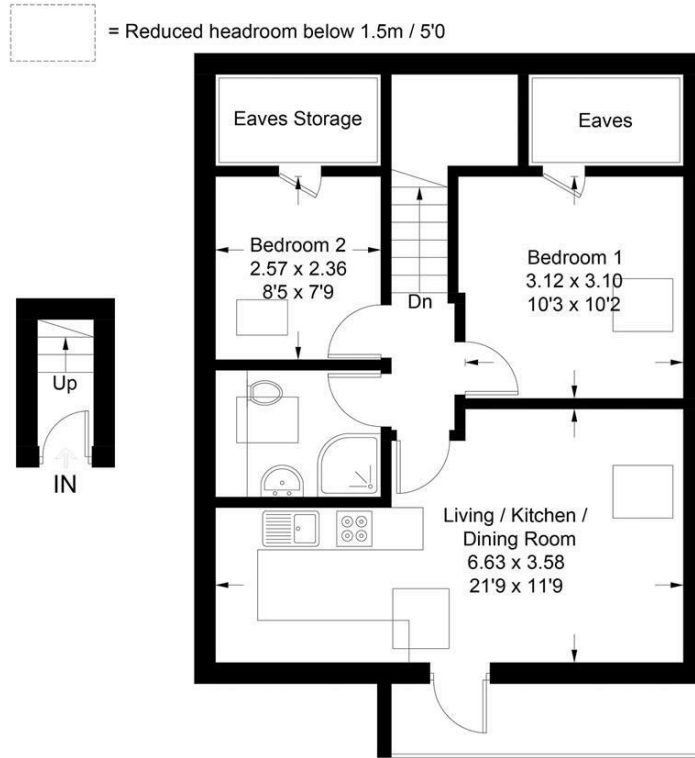 = Reduced headroom below 1.5m / 5'0
Eaves Storage
Eaves
Bedroom 2
2.57 x 2.36
8'5 x 7'9
Bedroom 1
3.12 x 3.10
10'3 x 10'2
Dn
Up
IN
Living / Kitchen /
Dining Room
6.63 x 3.58
21'9 x 11'9